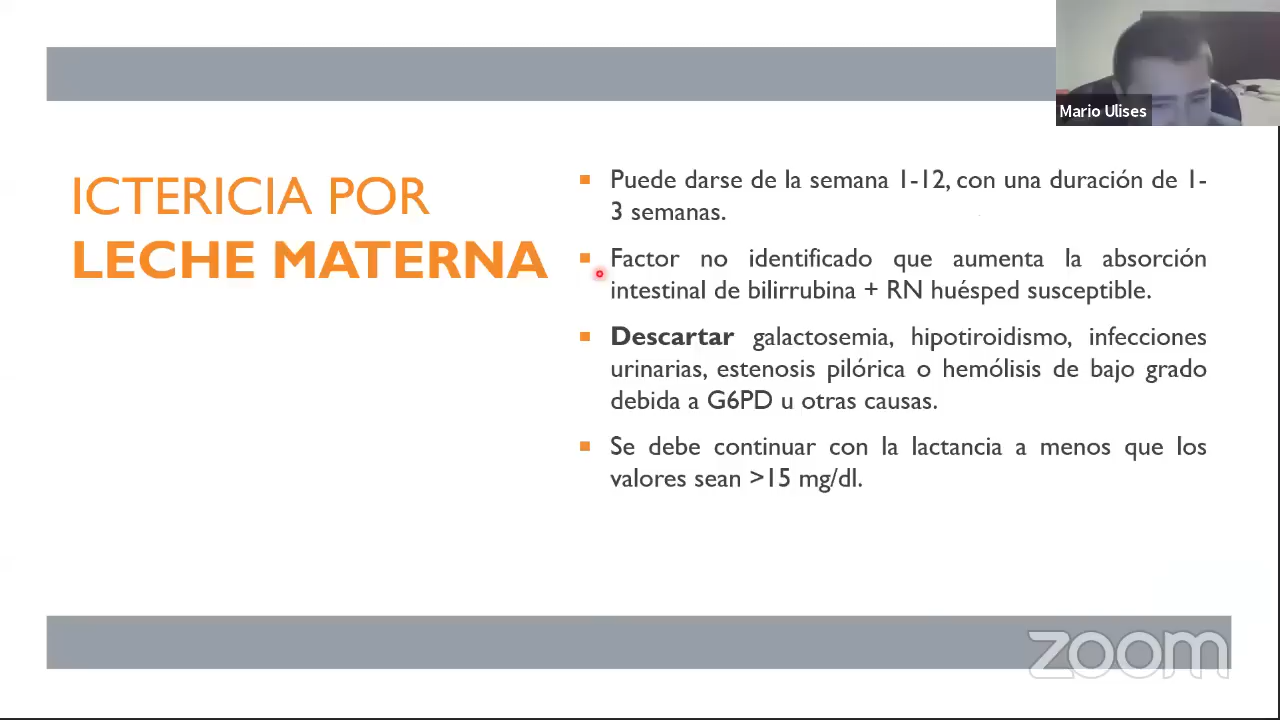 Mario Ulises
ICTERICIA POR
LECHE MATERNA
Puede darse de la semana 1-12, con una duración de 1-
3 semanas.
Factor no identificado que aumenta la absorción
intestinal de bilirrubina + RN huésped susceptible.
Descartar galactosemia, hipotiroidismo, infecciones
urinarias, estenosis pilórica o hemólisis de bajo grado
debida a G6PD u otras causas.
Se debe continuar con la lactancia a menos que los
valores sean >15 mg/dl.
zoom